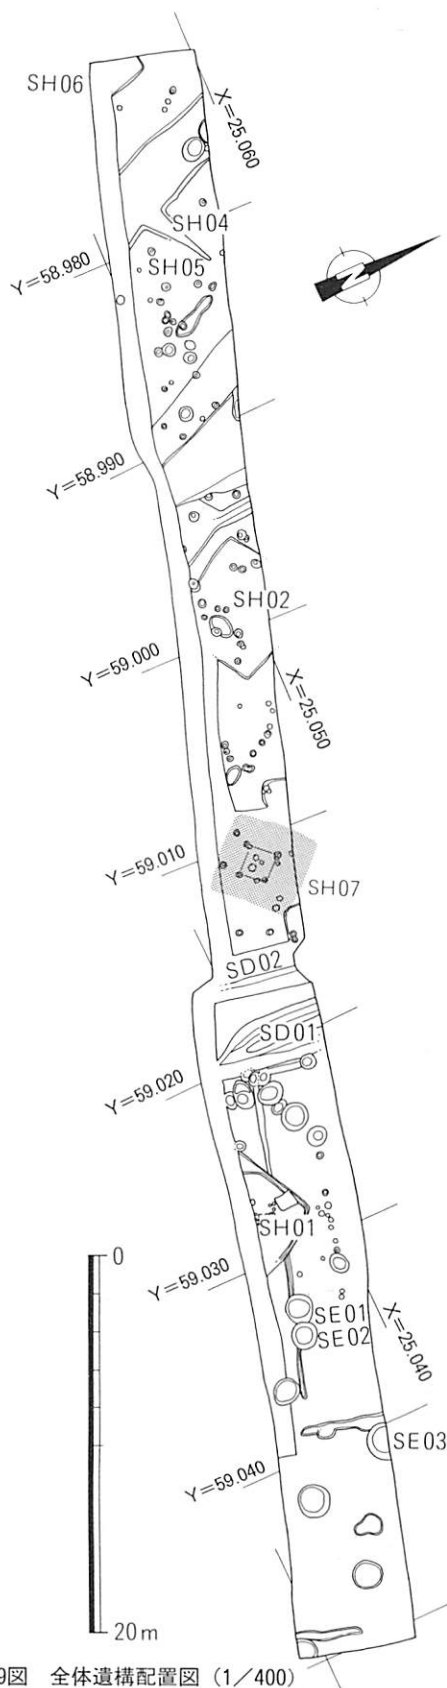 SH06
X=25.060
SH04
Y=58.980
SH05
N
Y=58.990
SH02
Y=59.000
X=25.050
Y=59.010
SH07
SD02
SD01
Y=59.020
SH01
0
Y=59.030
SE01
SE02
X=25.040
SE03
Y=59.040
20m
9図 全体遺構配置図(1/400)